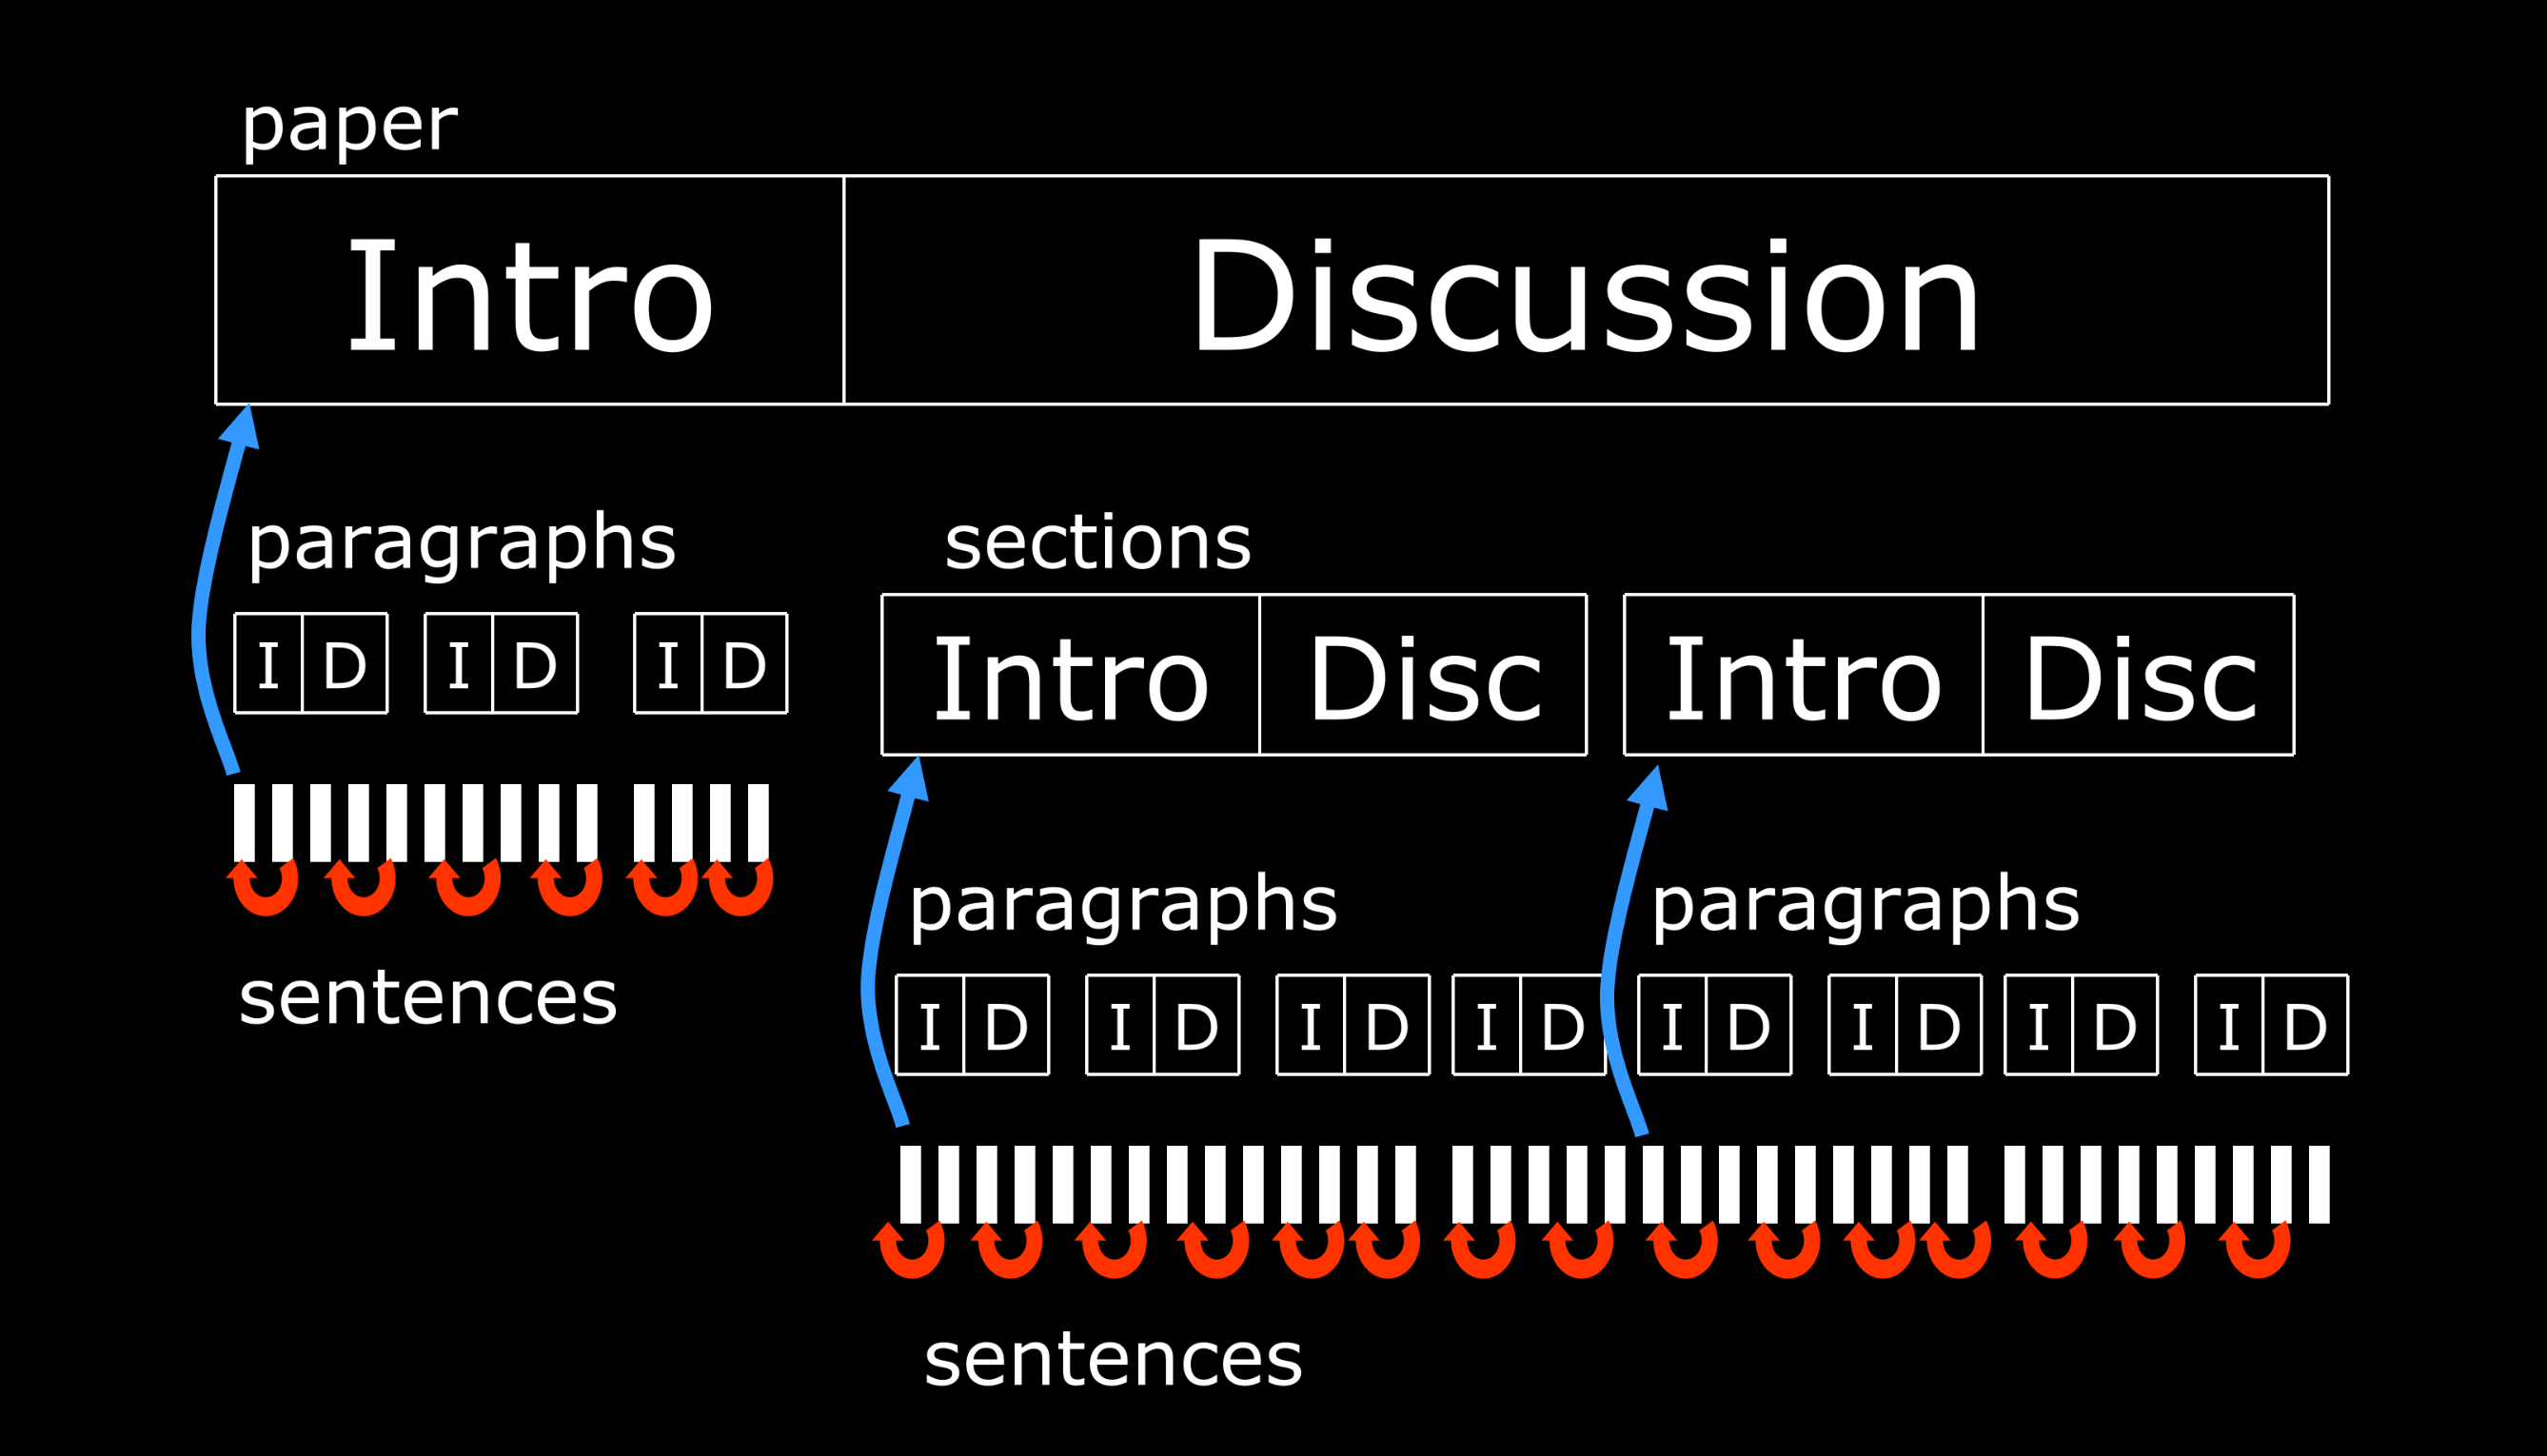 paper
Intro Discussion
paragraphs sections
I D I D I D Intro Disc Intro Disc
paragraphs paragraphs
sentences
I D I D I D I D I D I D I D I D
sentences